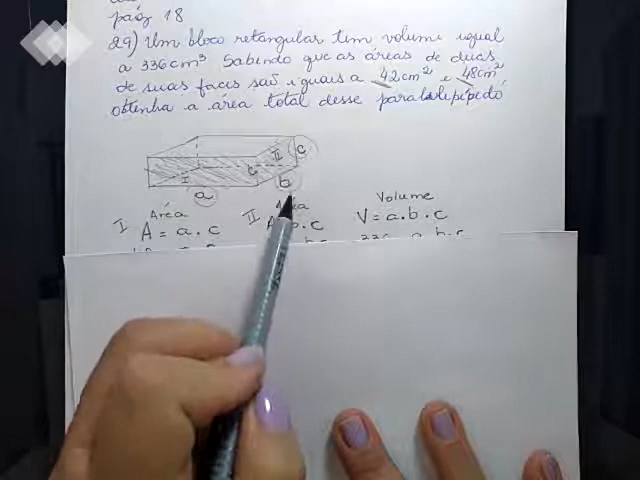 pág 18
29) Um bloco retangular tem volume igual
a 336cm³ Sabendo que as áreas de duas
de suas faces são iguais a 42cm² e 48cm²
obtenha a área total desse paralelepípedo
II c
I c
b
a
Área Área Volume
I A = a.c II A b.c V = a.b.c